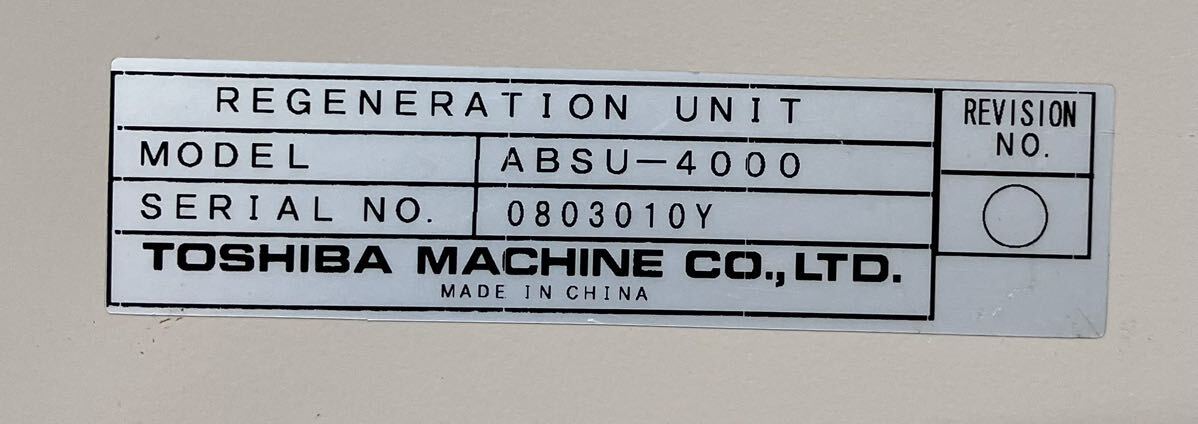 REGENERATION UNIT
MODEL ABSU-4000
SERIAL NO. 0803010Y
TOSHIBA MACHINE CO.,LTD.
MADE IN CHINA
REVISION
NO.